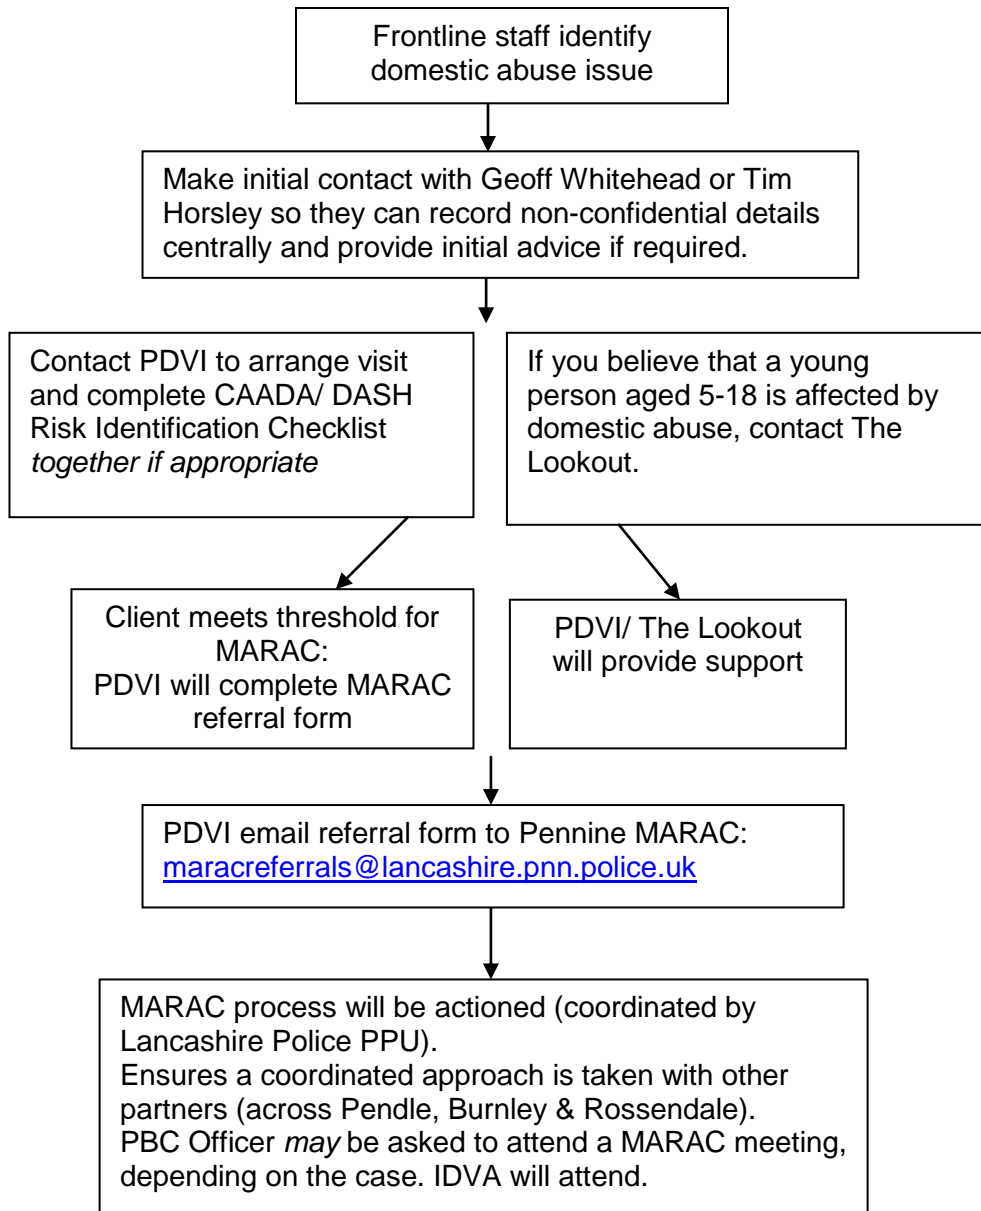 Frontline staff identify
domestic abuse issue
Make initial contact with Geoff Whitehead or Tim
Horsley so they can record non-confidential details
centrally and provide initial advice if required.
Contact PDVI to arrange visit
and complete CAADA/ DASH
Risk Identification Checklist
together if appropriate
If you believe that a young
person aged 5-18 is affected by
domestic abuse, contact The
Lookout.
Client meets threshold for
MARAC:
PDVI will complete MARAC
referral form
PDVI/ The Lookout
will provide support
PDVI email referral form to Pennine MARAC:
maracreferrals@lancashire.pnn.police.uk
MARAC process will be actioned (coordinated by
Lancashire Police PPU).
Ensures a coordinated approach is taken with other
partners (across Pendle, Burnley & Rossendale).
PBC Officer may be asked to attend a MARAC meeting,
depending on the case. IDVA will attend.